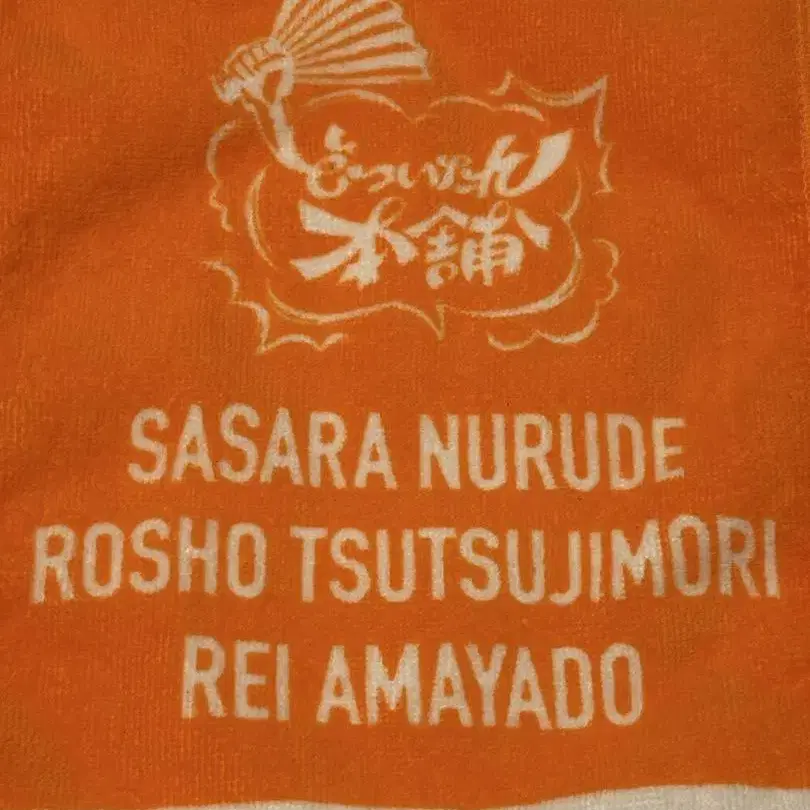 どついたれ
本舗
SASARA NURUDE
ROSHO TSUTSUJIMORI
REI AMAYADO